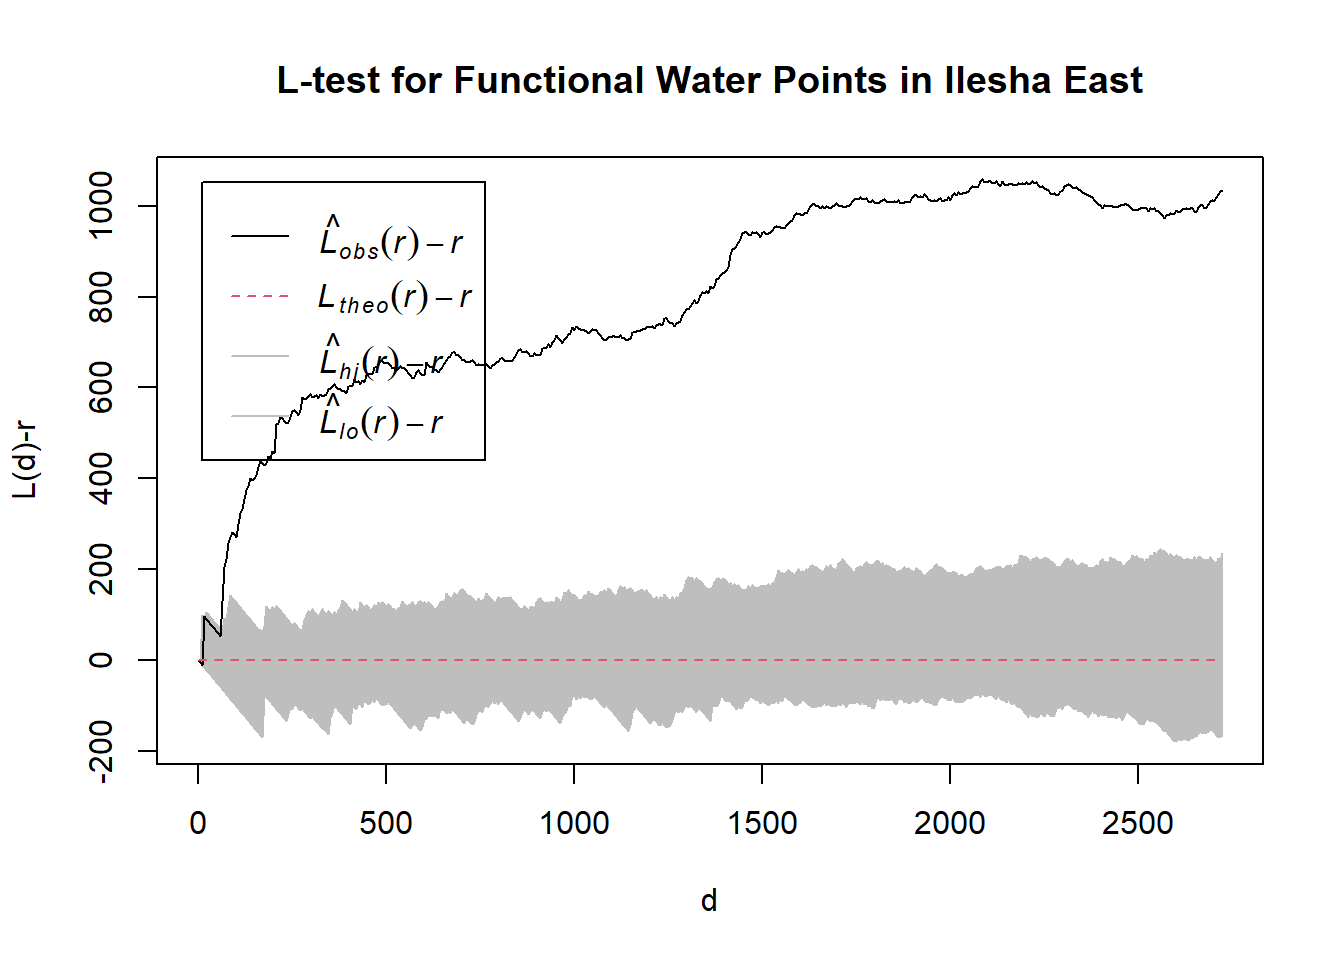 L-test for Functional Water Points in Ilesha East
L(d)-r
1000
800
600
400
200
0
-200
L̂obs(r) – r
Ltheo(r) – r
L̂hi(r) – r
L̂lo(r) – r
0 500 1000 1500 2000 2500
d